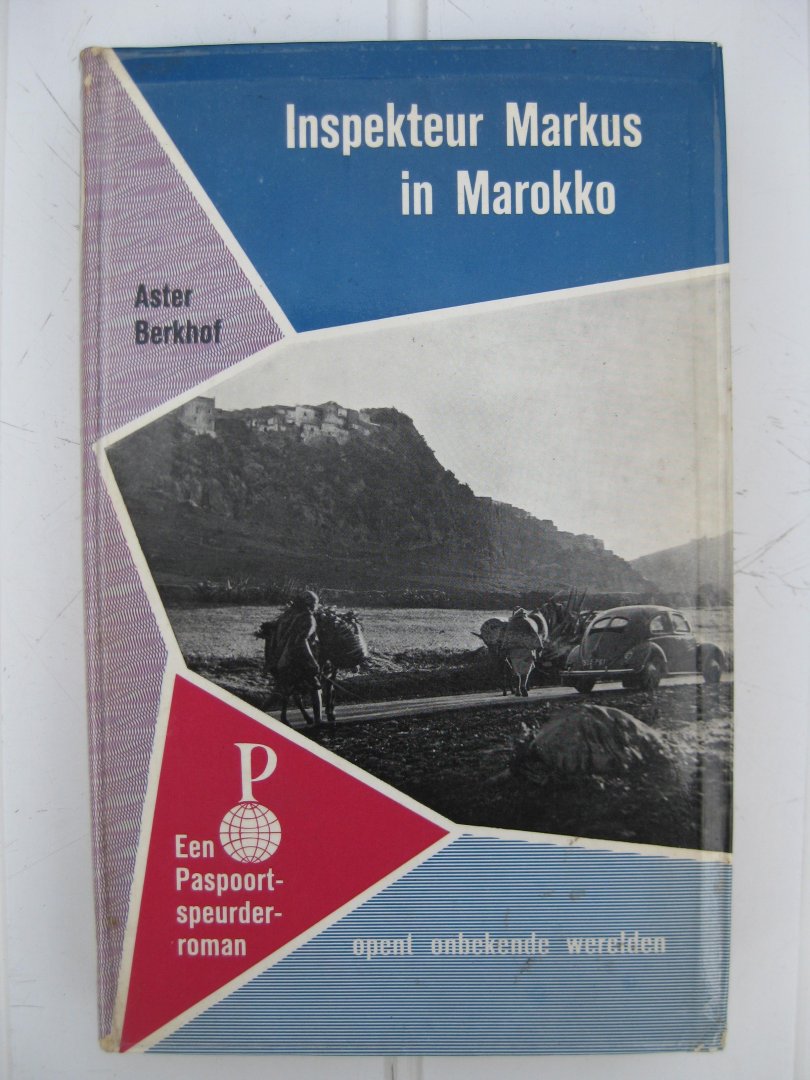 Inspekteur Markus
in Marokko
Aster
Berkhof
P
Een
Paspoort-
speurder-
roman
opent onbekende werelden